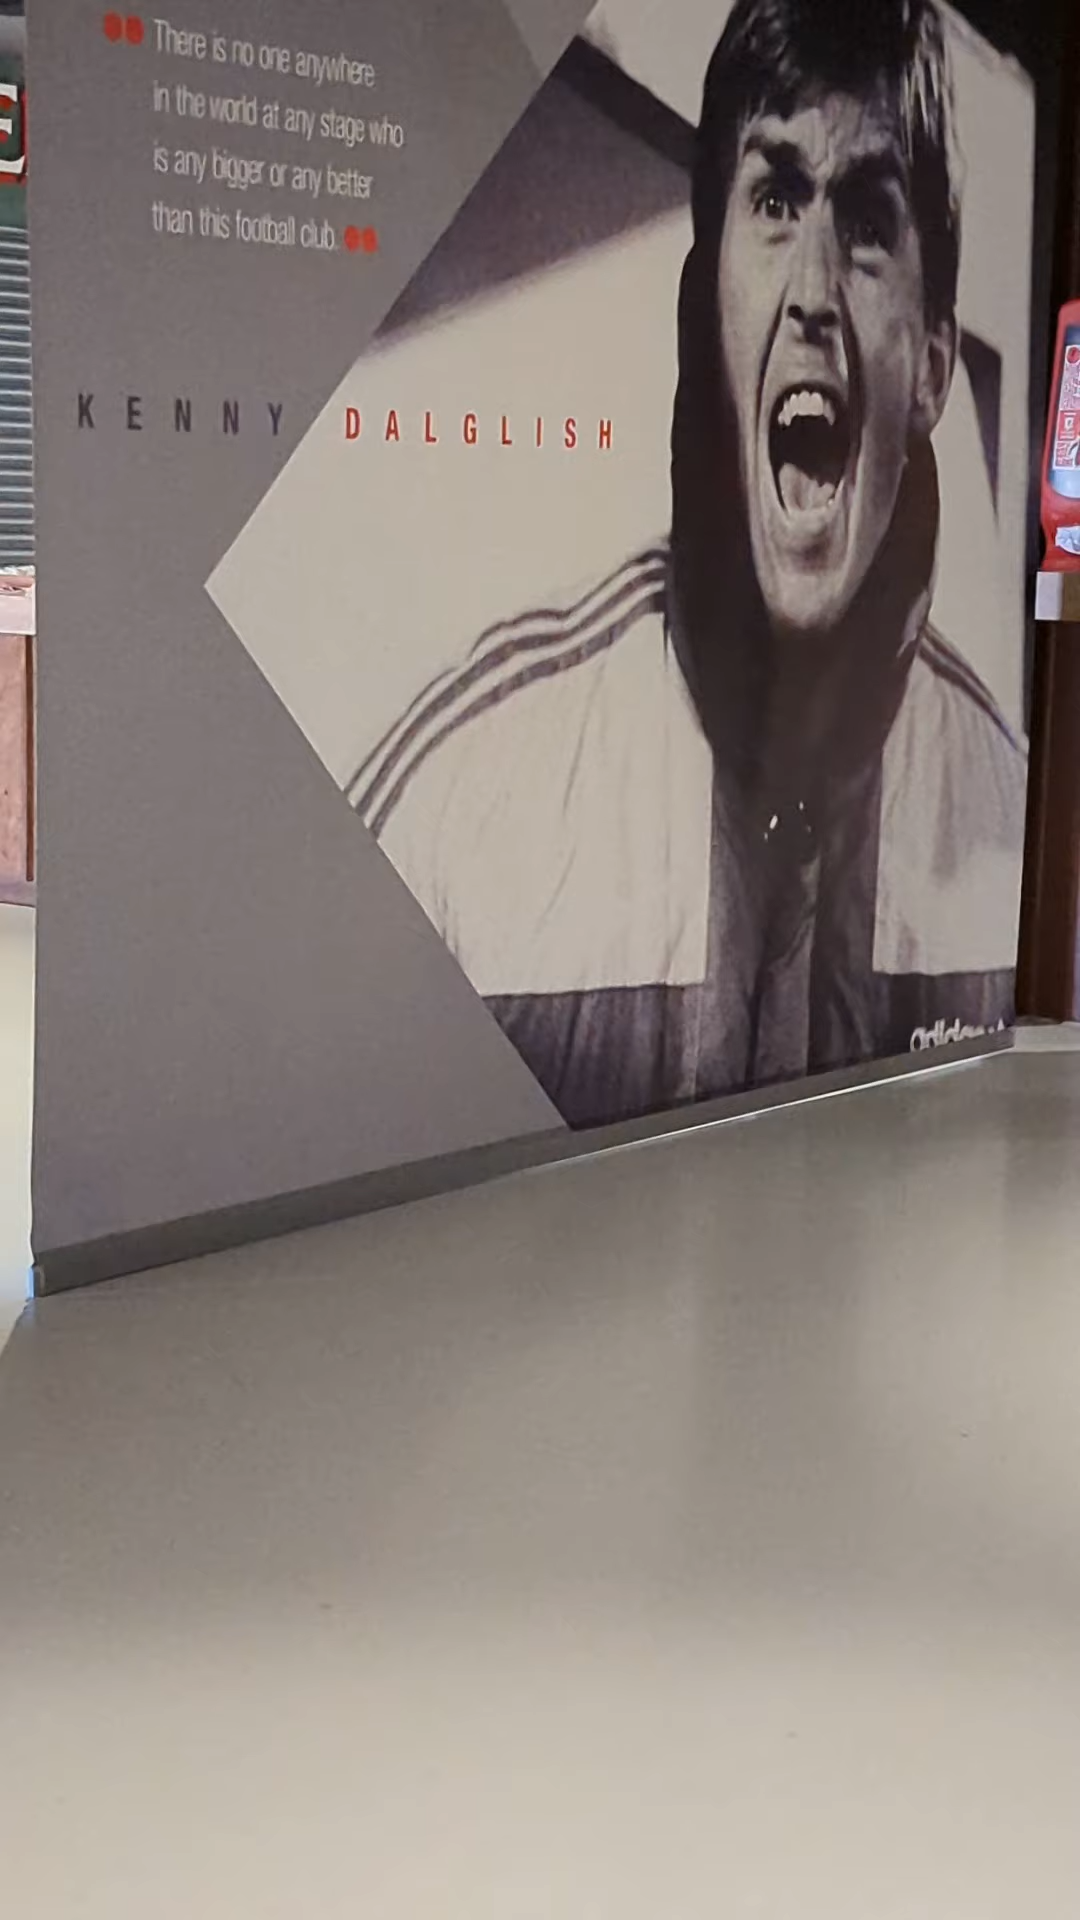 There is no one anywhere
in the world at any stage who
is any bigger or any better
than this football club.
KENNY DALGLISH
adidas